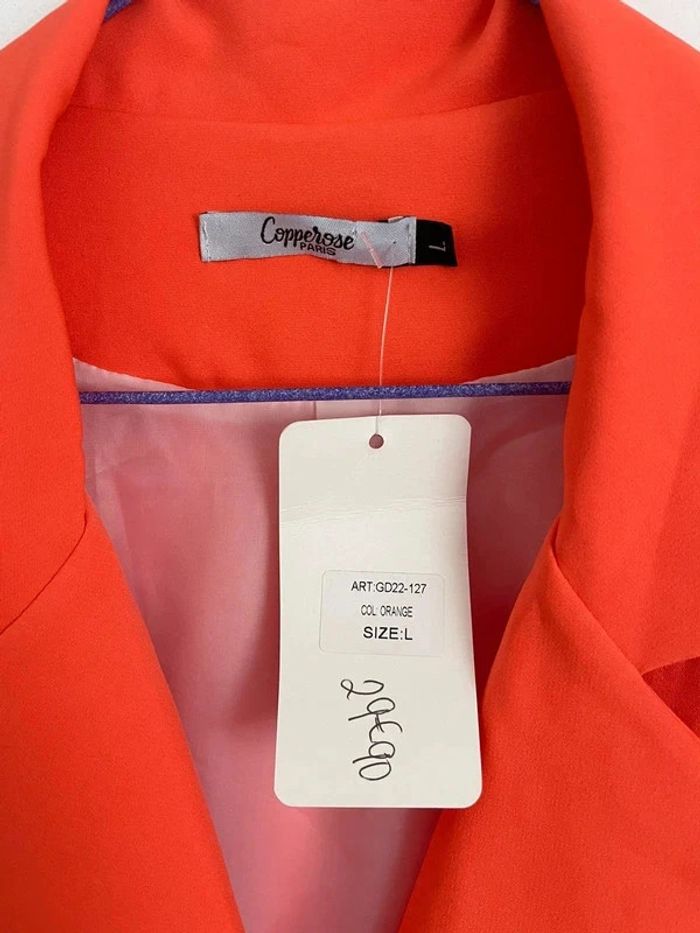 Copperose
PARIS
L
ART:GD22-127
COL: ORANGE
SIZE:L
29€90